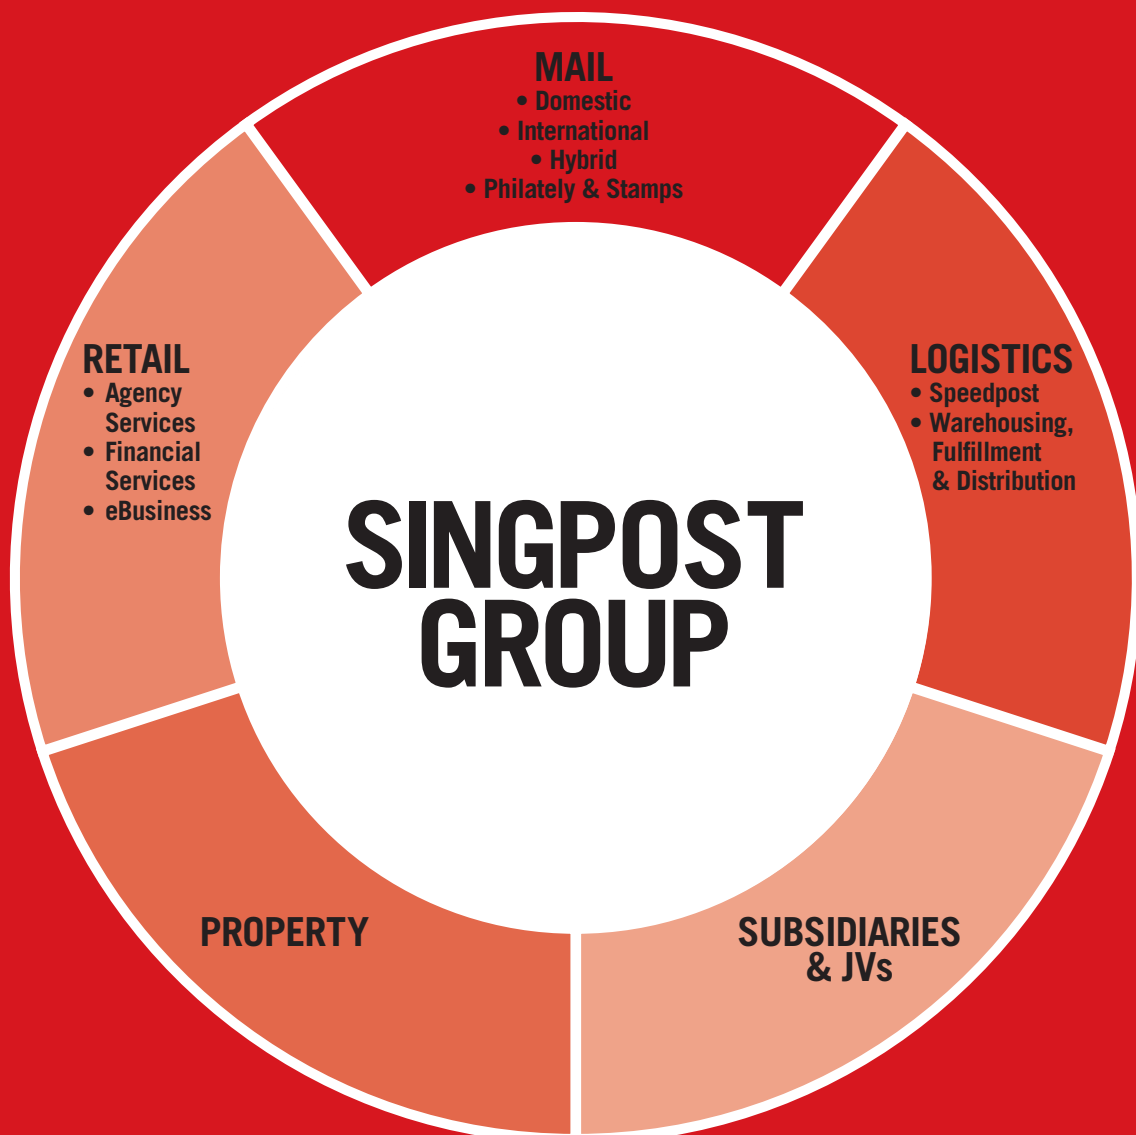 MAIL
• Domestic
• International
• Hybrid
• Philately & Stamps
RETAIL
• Agency
Services
• Financial
Services
• eBusiness
LOGISTICS
• Speedpost
• Warehousing,
Fulfillment
& Distribution
SINGPOST
GROUP
PROPERTY
SUBSIDIARIES
& JVs